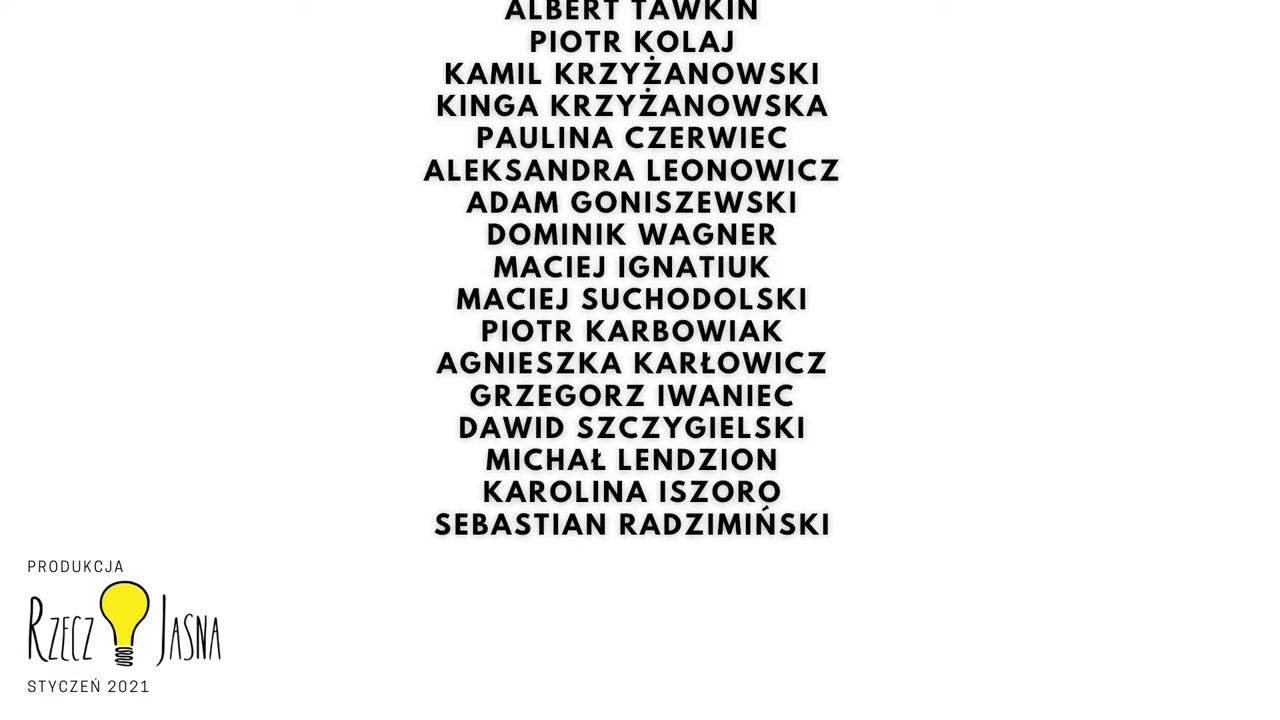 ALBERT TAWKIN
PIOTR KOLAJ
KAMIL KRZYŻANOWSKI
KINGA KRZYŻANOWSKA
PAULINA CZERWIEC
ALEKSANDRA LEONOWICZ
ADAM GONISZEWSKI
DOMINIK WAGNER
MACIEJ IGNATIUK
MACIEJ SUCHODOLSKI
PIOTR KARBOWIAK
AGNIESZKA KARŁOWICZ
GRZEGORZ IWANIEC
DAWID SZCZYGIELSKI
MICHAŁ LENDZION
KAROLINA ISZORO
SEBASTIAN RADZIMIŃSKI
PRODUKCJA
RZECZ JASNA
STYCZEŃ 2021